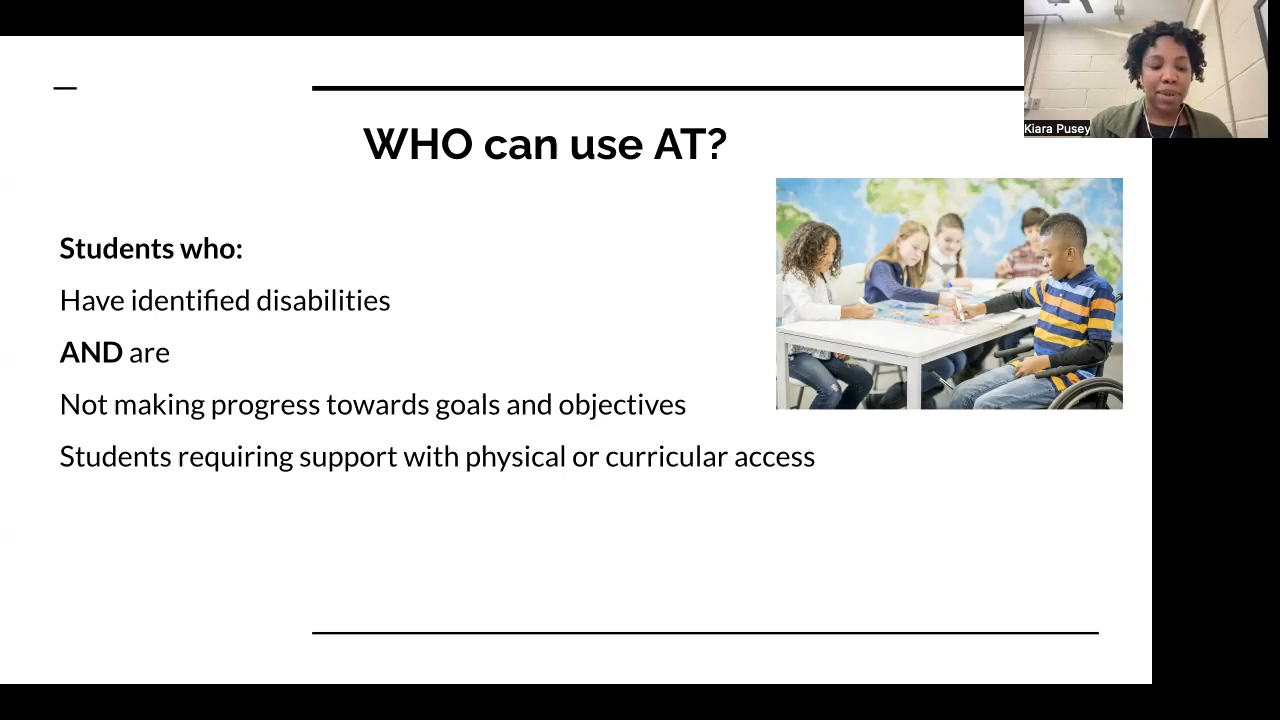 WHO can use AT?
Students who:
Have identified disabilities
AND are
Not making progress towards goals and objectives
Students requiring support with physical or curricular access
Kiara Pusey